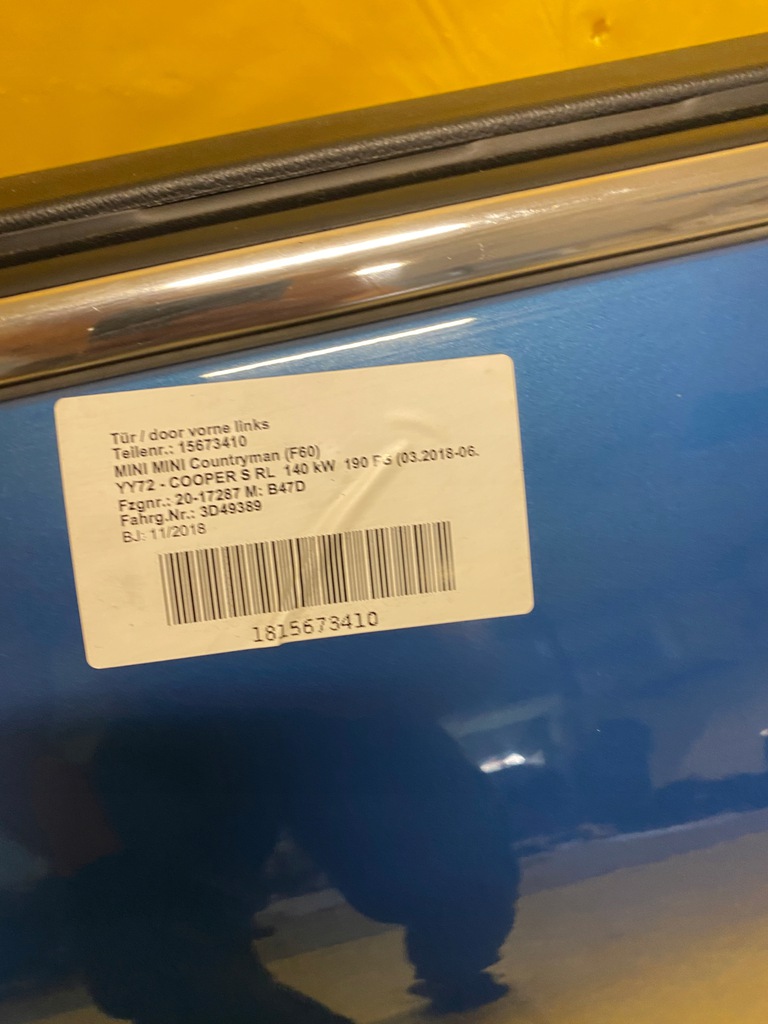 Tür / door vorne links
Teilenr.: 15673410
MINI MINI Countryman (F60)
YY72 - COOPER S RL 140 kW 190 PS (03.2018-06.
Fzgnr.: 20-17287 M: B47D
Fahrg.Nr.: 3D49389
BJ: 11/2018
1815673410